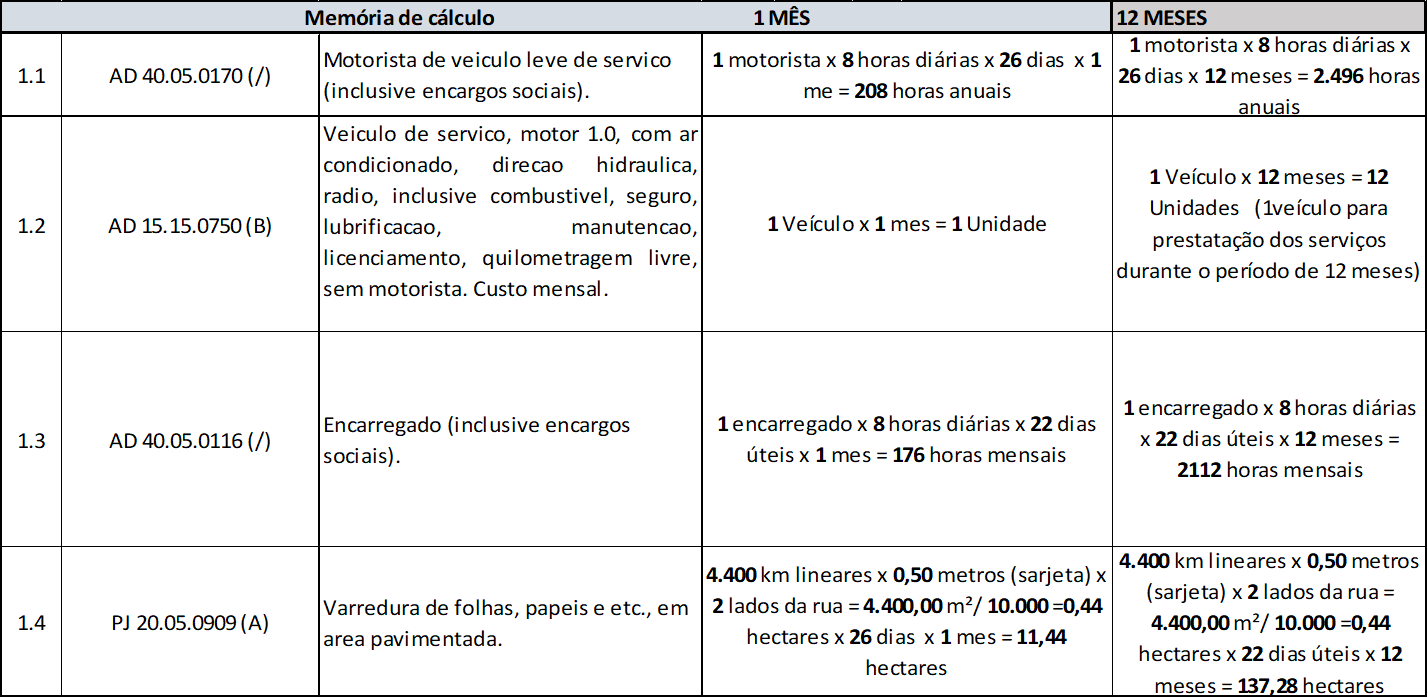 Memória de cálculo
1 MÊS
12 MESES
1.1
AD 40.05.0170 (/)
Motorista de veiculo leve de servico
(inclusive encargos sociais).
1 motorista x 8 horas diárias x 26 dias x 1
me = 208 horas anuais
1 motorista x 8 horas diárias x
26 dias x 12 meses = 2.496 horas
anuais
1.2
AD 15.15.0750 (B)
Veiculo de servico, motor 1.0, com ar
condicionado, direcao hidraulica,
radio, inclusive combustivel, seguro,
lubrificacao, manutencao,
licenciamento, quilometragem livre,
sem motorista. Custo mensal.
1 Veículo x 1 mes = 1 Unidade
1 Veículo x 12 meses = 12
Unidades (1veículo para
prestatação dos serviços
durante o período de 12 meses)
1.3
AD 40.05.0116 (/)
Encarregado (inclusive encargos
sociais).
1 encarregado x 8 horas diárias x 22 dias
úteis x 1 mes = 176 horas mensais
1 encarregado x 8 horas diárias
x 22 dias úteis x 12 meses =
2112 horas mensais
1.4
PJ 20.05.0909 (A)
Varredura de folhas, papeis e etc., em
area pavimentada.
4.400 km lineares x 0,50 metros (sarjeta) x
2 lados da rua = 4.400,00 m²/ 10.000 =0,44
hectares x 26 dias x 1 mes = 11,44
hectares
4.400 km lineares x 0,50 metros
(sarjeta) x 2 lados da rua =
4.400,00 m²/ 10.000 =0,44
hectares x 22 dias úteis x 12
meses = 137,28 hectares